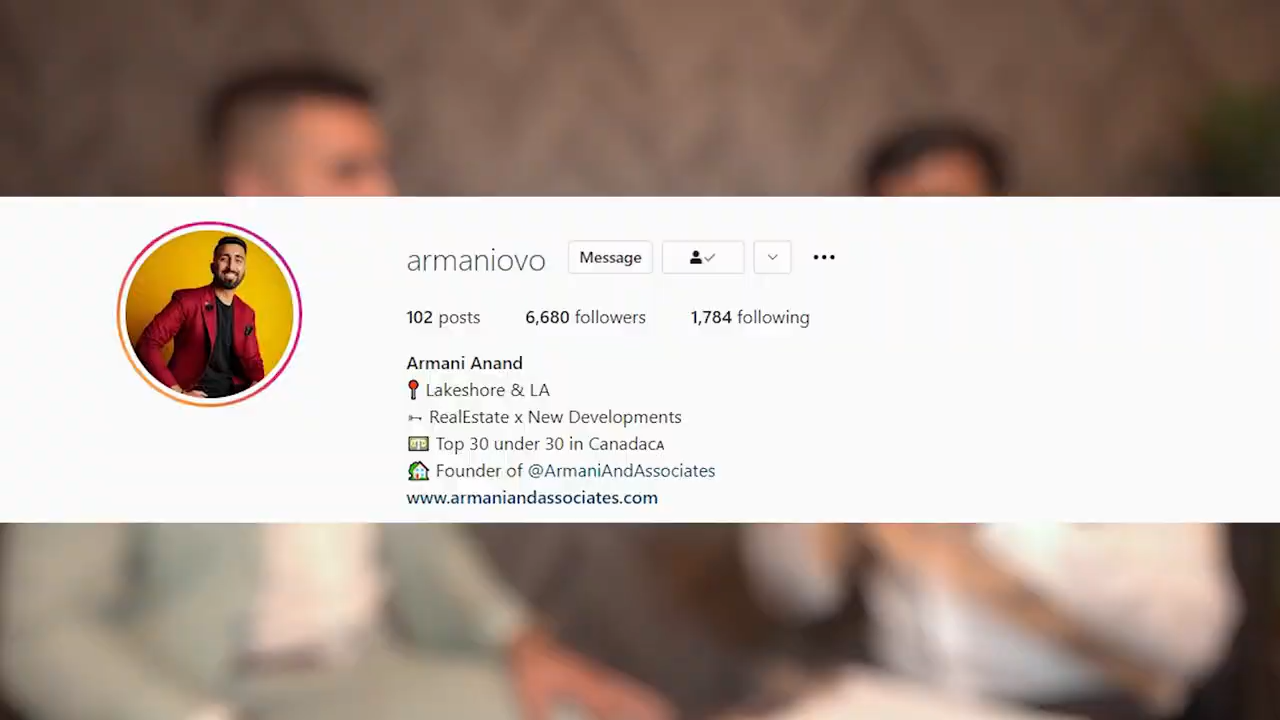 armaniovo Message
102 posts 6,680 followers 1,784 following
Armani Anand
📍 Lakeshore & LA
🛏 RealEstate x New Developments
💵 Top 30 under 30 in Canadaᴄᴀ
🏡 Founder of @ArmaniAndAssociates
www.armaniandassociates.com